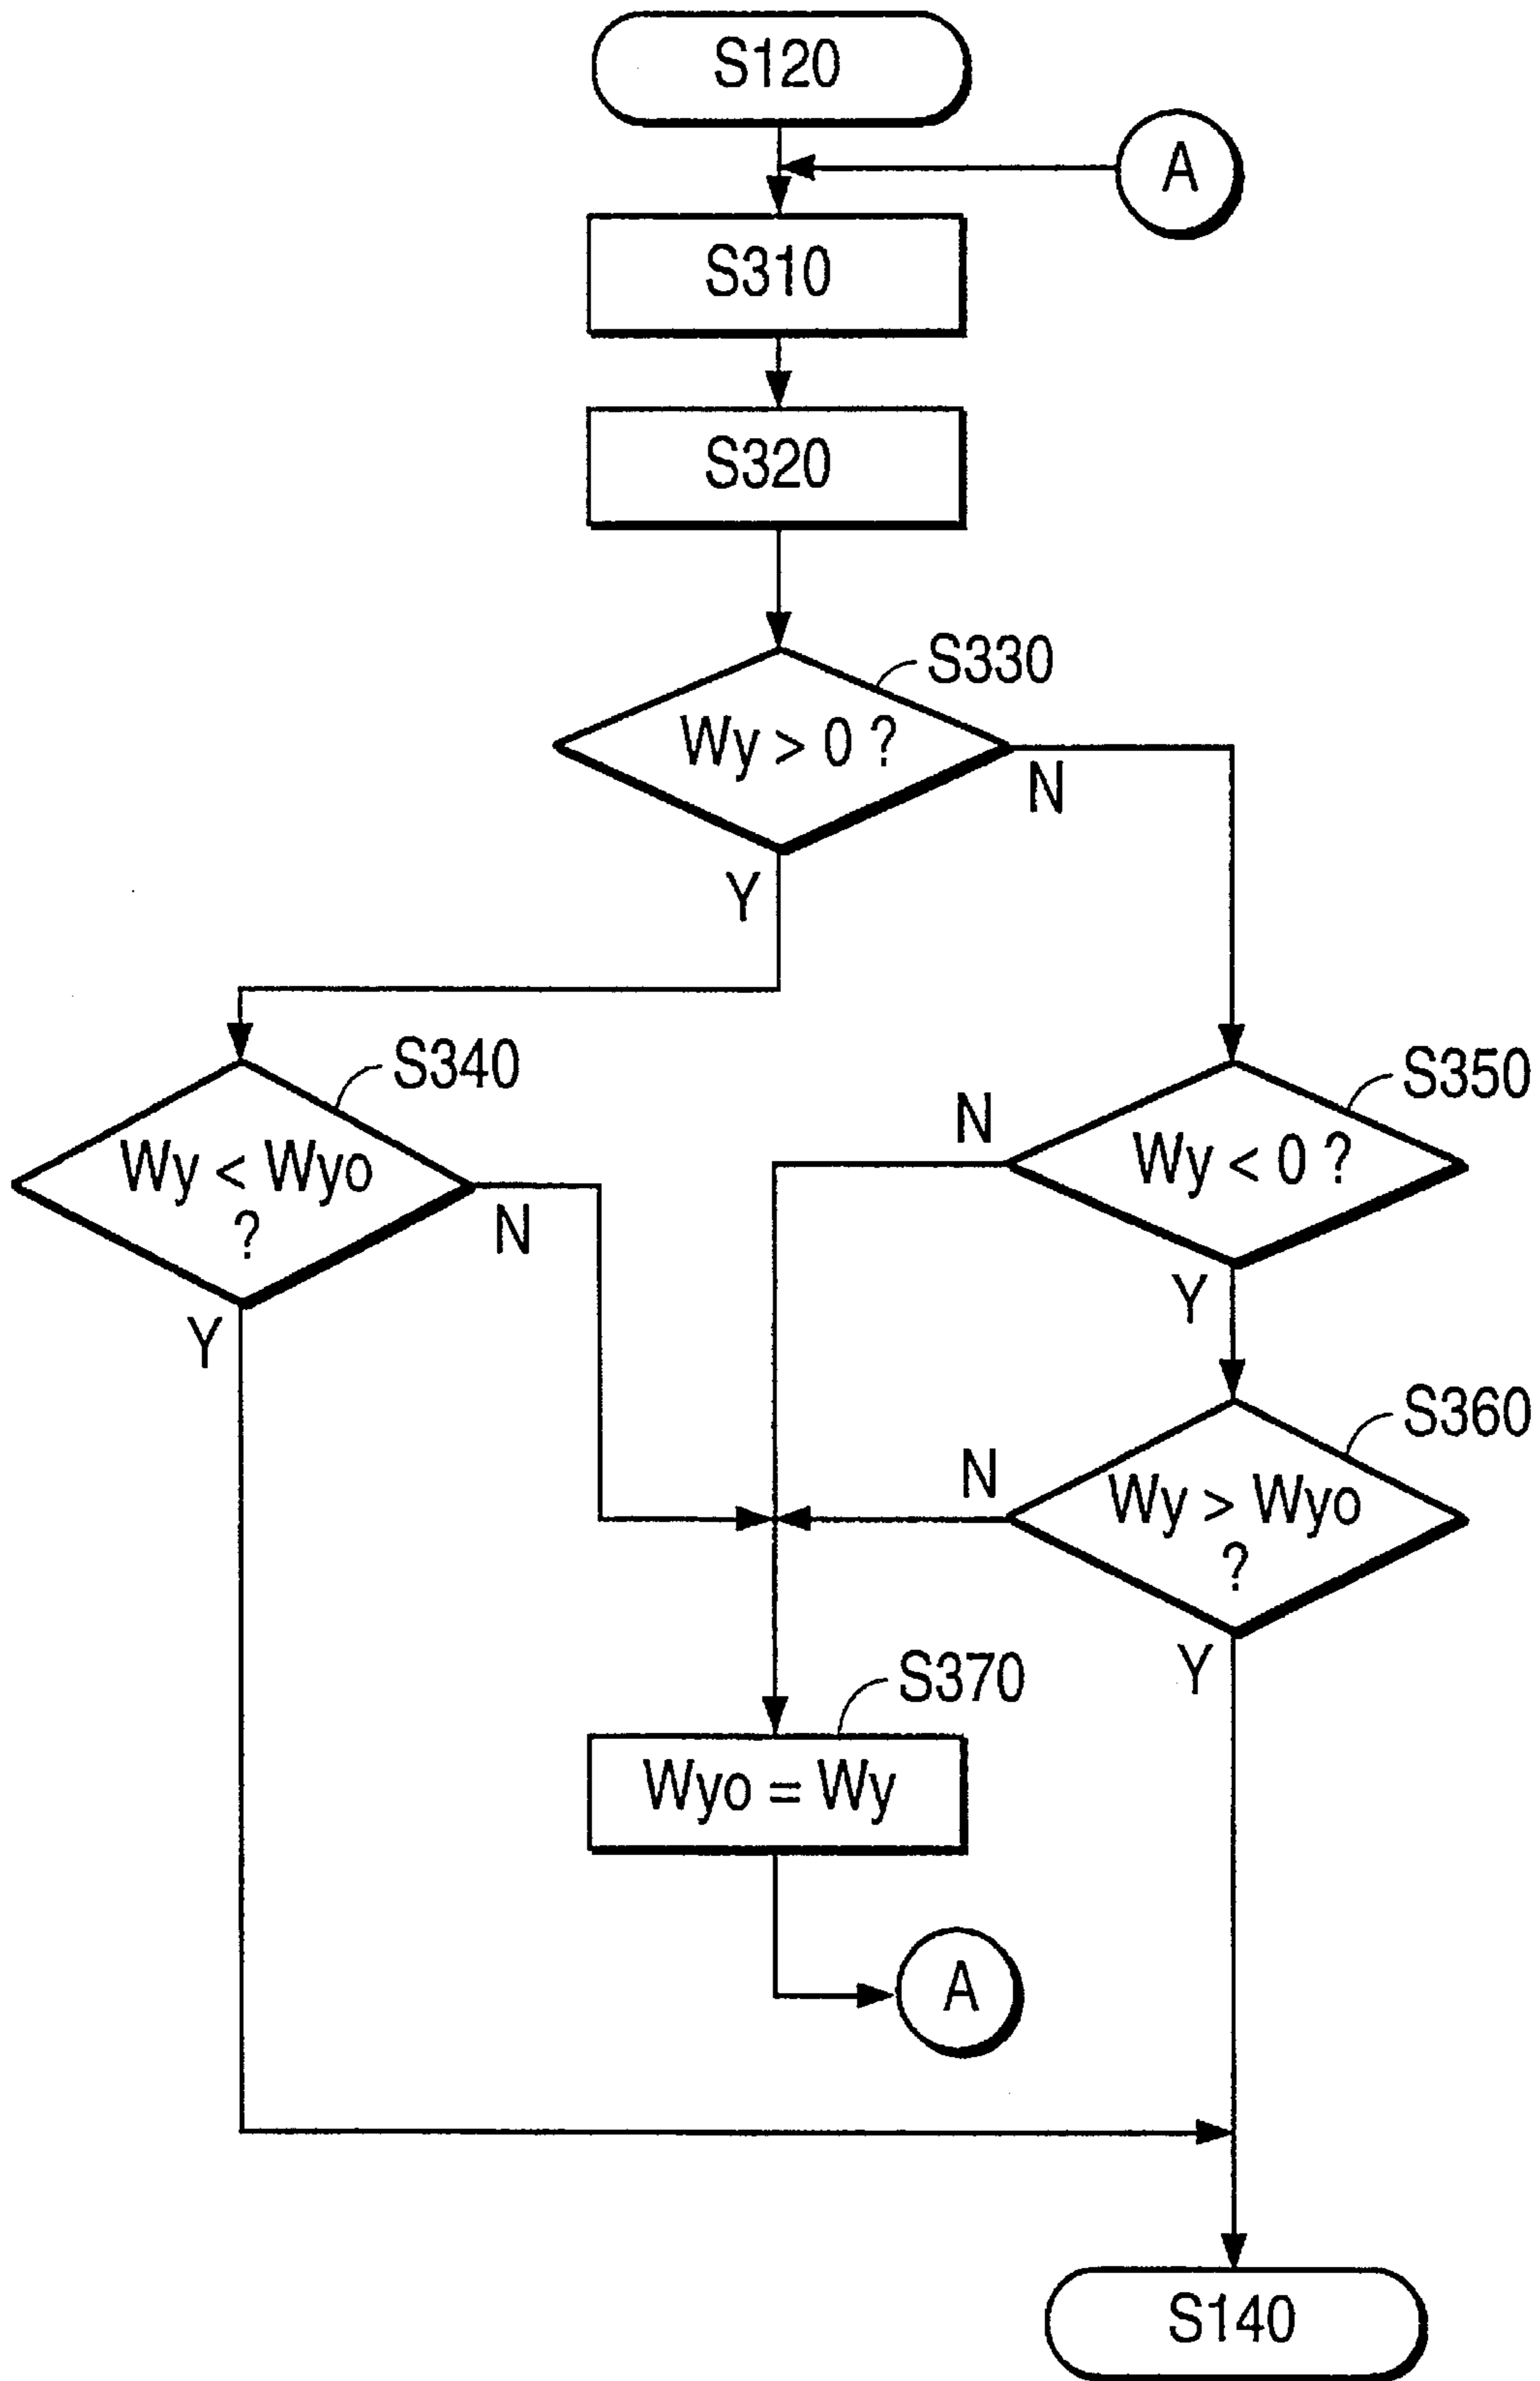 S120
A
S310
S320
S330
Wy > 0 ?
N
Y
S340
Wy < Wyo
?
N
Y
S350
N
Wy < 0 ?
Y
S360
N
Wy > Wyo
?
Y
S370
Wyo = Wy
A
S140